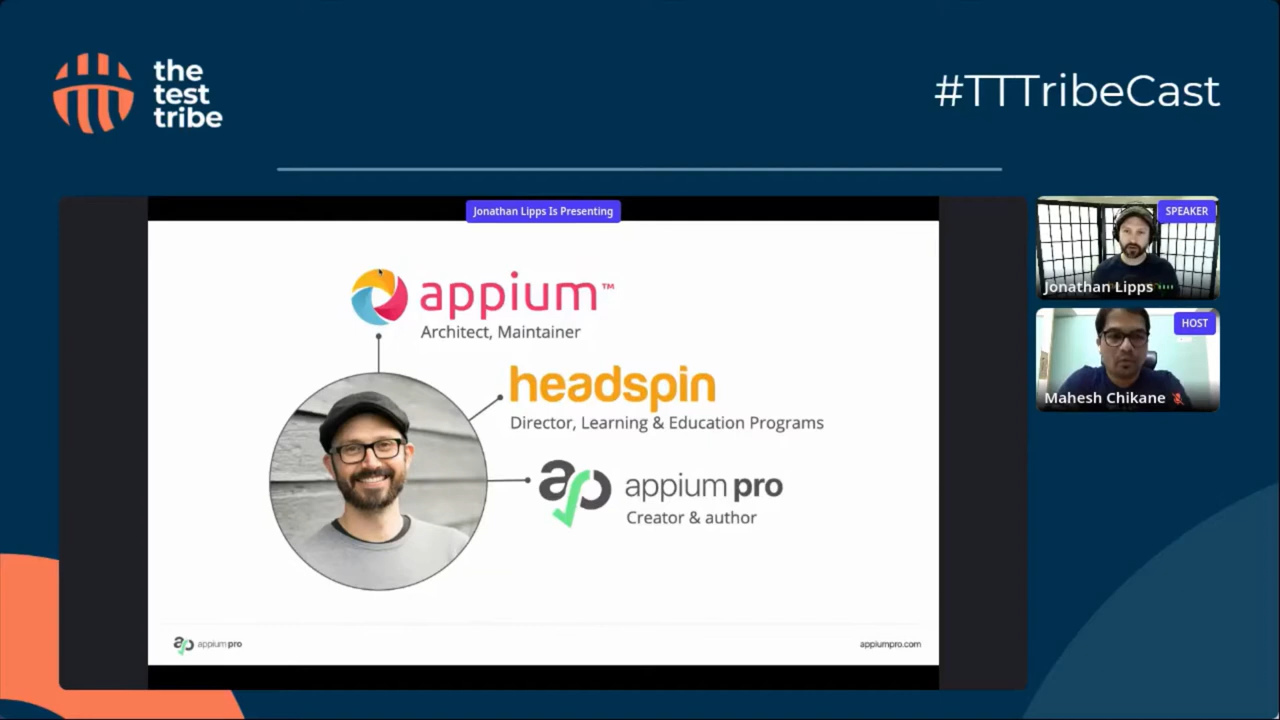 the
test
tribe
#TTTribeCast
Jonathan Lipps Is Presenting
appium™
Architect, Maintainer
headspin
Director, Learning & Education Programs
appium pro
Creator & author
appium pro
appiumpro.com
SPEAKER
Jonathan Lipps
HOST
Mahesh Chikane